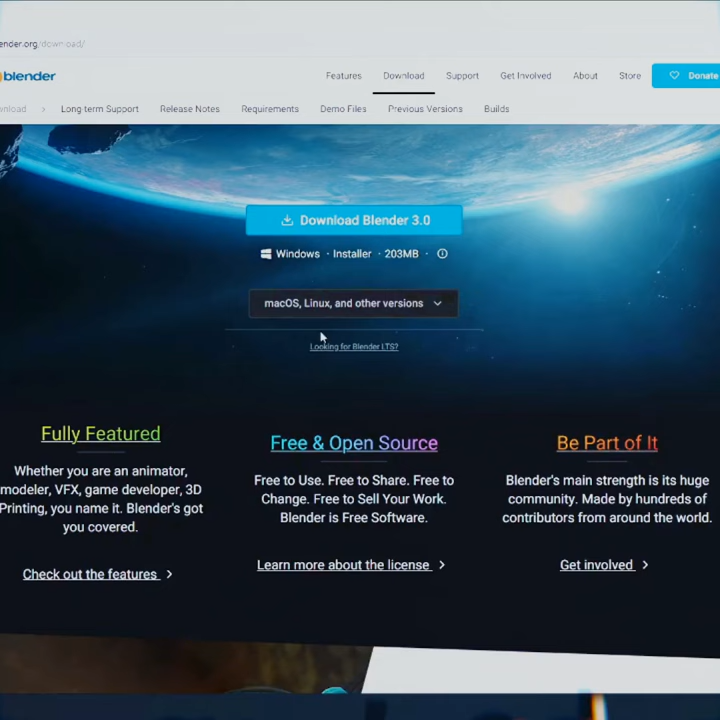 ender.org/download/
blender
Features Download Support Get Involved About Store Donate
wnload > Long term Support Release Notes Requirements Demo Files Previous Versions Builds
Download Blender 3.0
Windows · Installer · 203MB ·
macOS, Linux, and other versions
Looking for Blender LTS?
Fully Featured
Whether you are an animator,
modeler, VFX, game developer, 3D
Printing, you name it. Blender's got
you covered.
Check out the features >
Free & Open Source
Free to Use. Free to Share. Free to
Change. Free to Sell Your Work.
Blender is Free Software.
Learn more about the license >
Be Part of It
Blender's main strength is its huge
community. Made by hundreds of
contributors from around the world.
Get involved >